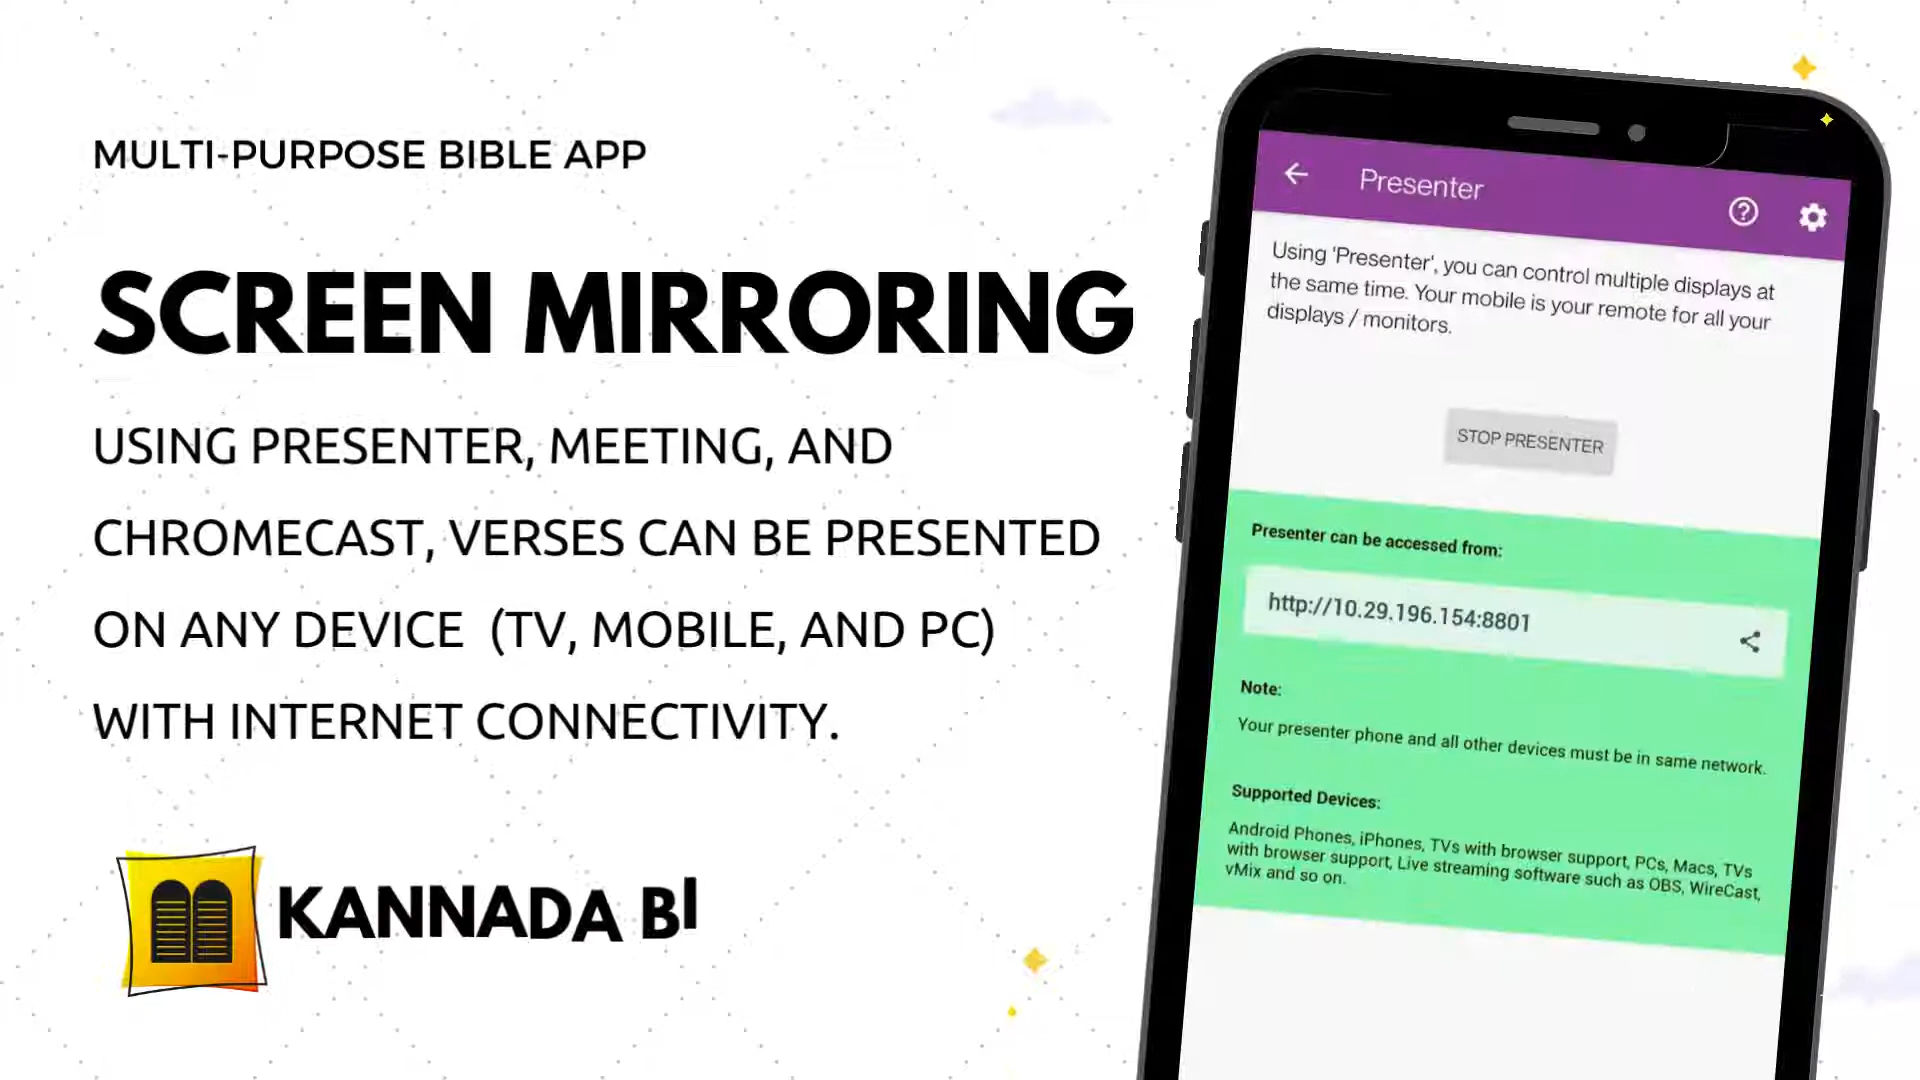 MULTI-PURPOSE BIBLE APP
SCREEN MIRRORING
USING PRESENTER, MEETING, AND
CHROMECAST, VERSES CAN BE PRESENTED
ON ANY DEVICE (TV, MOBILE, AND PC)
WITH INTERNET CONNECTIVITY.
KANNADA BI
Presenter
Using 'Presenter', you can control multiple displays at
the same time. Your mobile is your remote for all your
displays / monitors.
STOP PRESENTER
Presenter can be accessed from:
http://10.29.196.154:8801
Note:
Your presenter phone and all other devices must be in same network.
Supported Devices:
Android Phones, iPhones, TVs with browser support, PCs, Macs, TVs
with browser support, Live streaming software such as OBS, WireCast,
vMix and so on.